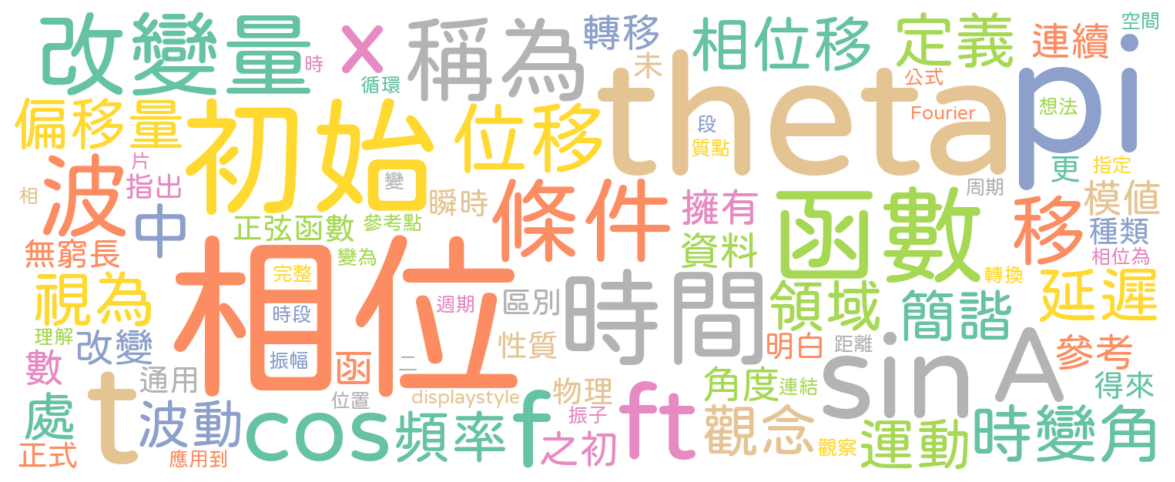 改變量
時
x
循環
稱為
轉移
未
相位移
定義
公式
Fourier
連續
空間
想法
pi
theta
偏移量
初始
位移
段
質點
更
指定
片
指出
相
波
中
變
瞬時
條件
擁有
周期
函數
移
模值
種類
相位為
正弦函數
參考點
無窮長
變為
資料
視為
相位
完整
時段
振幅
週期
區別
時間
領域
簡諧
轉換
延遲
理解
改變
數
函
二
性質
明白
距離
sin
A
參考
t
通用
位置
displaystyle
物理
角度
連結
得來
處
波動
cos
頻率
f
振子
之初
ft
觀念
觀察
運動
時變角
正式
應用到